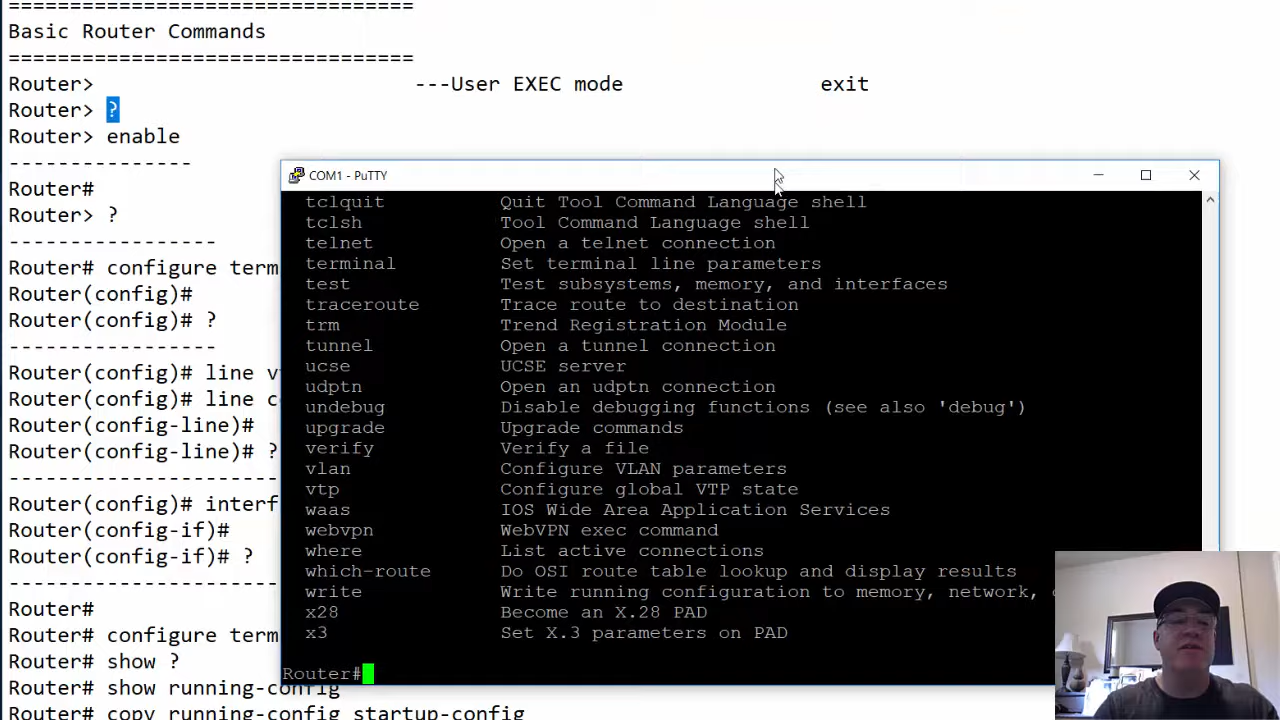 ================================
Basic Router Commands
================================
Router> ---User EXEC mode exit
Router> ?
Router> enable
---------------
Router#
Router> ?
-----------------
Router# configure term
Router(config)#
Router(config)# ?
-----------------
Router(config)# line v
Router(config)# line c
Router(config-line)#
Router(config-line)# ?
----------------------
Router(config)# interf
Router(config-if)#
Router(config-if)# ?
----------------------
Router#
Router# configure term
Router# show ?
Router# show running-config
Router# copy running-config startup-config
COM1 - PuTTY
tclquit Quit Tool Command Language shell
tclsh Tool Command Language shell
telnet Open a telnet connection
terminal Set terminal line parameters
test Test subsystems, memory, and interfaces
traceroute Trace route to destination
trm Trend Registration Module
tunnel Open a tunnel connection
ucse UCSE server
udptn Open an udptn connection
undebug Disable debugging functions (see also 'debug')
upgrade Upgrade commands
verify Verify a file
vlan Configure VLAN parameters
vtp Configure global VTP state
waas IOS Wide Area Application Services
webvpn WebVPN exec command
where List active connections
which-route Do OSI route table lookup and display results
write Write running configuration to memory, network,
x28 Become an X.28 PAD
x3 Set X.3 parameters on PAD
Router#